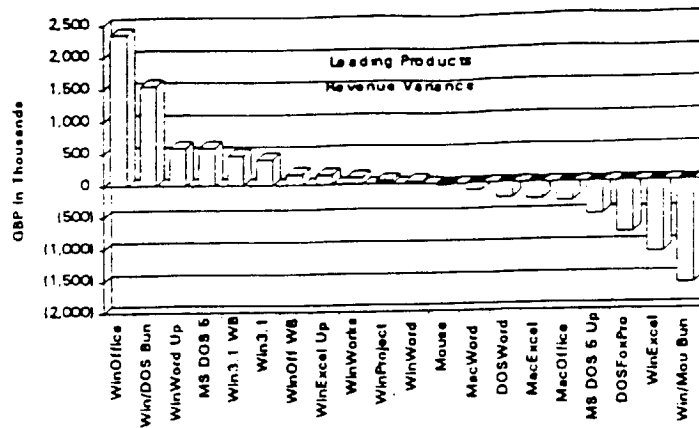 Leading Products
Revenue Variance
GBP in Thousands
2,500
2,000
1,500
1,000
500
0
(500)
(1,000)
(1,500)
(2,000)
WinOffice
Win/DOS Bun
WinWord Up
MS DOS 6
Win3.1 WB
Win3.1
WinOff WB
WinExcel Up
WinWorks
WinProject
WinWord
Mouse
MacWord
DOSWord
MacExcel
MacOffice
MS DOS 6 Up
DOSFoxPro
WinExcel
Win/Mou Bun